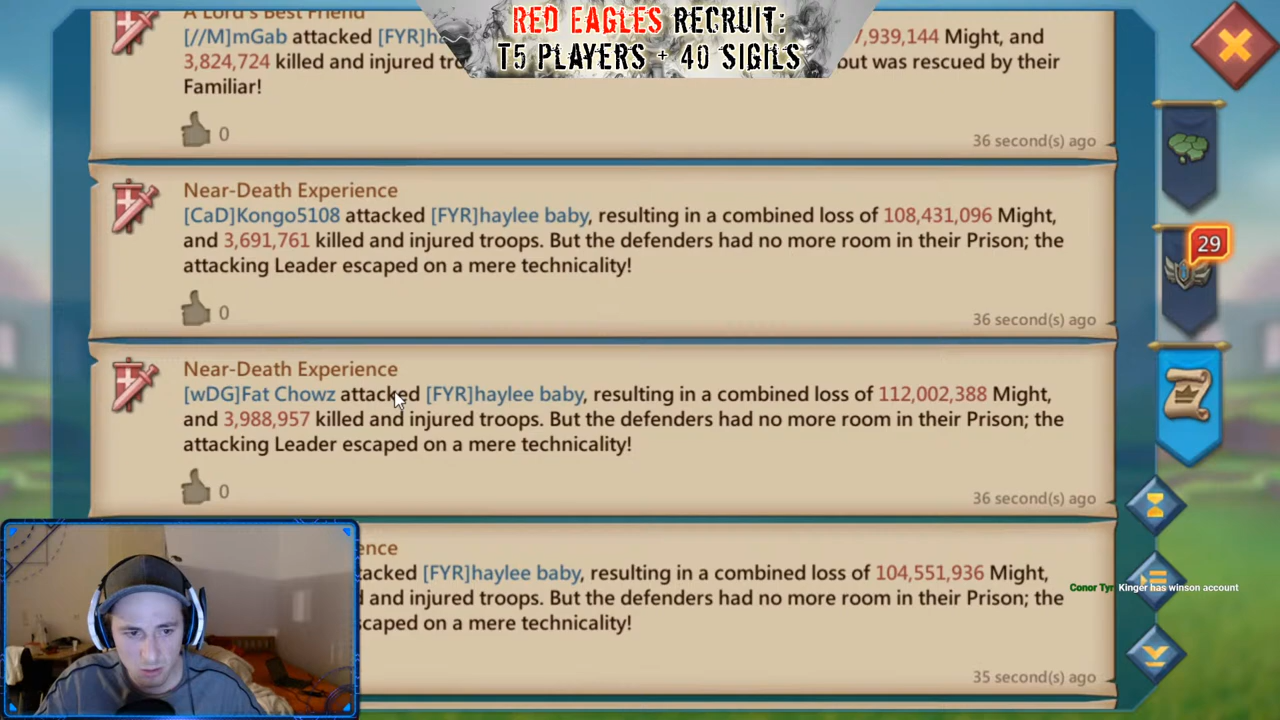 RED EAGLES RECRUIT:
T5 PLAYERS + 40 SIGILS
A Lord's Best Friend
[//M]mGab attacked [FYR]ha 7,939,144 Might, and
3,824,724 killed and injured tro but was rescued by their
Familiar!
0
36 second(s) ago
Near-Death Experience
[CaD]Kongo5108 attacked [FYR]haylee baby, resulting in a combined loss of 108,431,096 Might,
and 3,691,761 killed and injured troops. But the defenders had no more room in their Prison; the
attacking Leader escaped on a mere technicality!
0
36 second(s) ago
29
Near-Death Experience
[wDG]Fat Chowz attacked [FYR]haylee baby, resulting in a combined loss of 112,002,388 Might,
and 3,988,957 killed and injured troops. But the defenders had no more room in their Prison; the
attacking Leader escaped on a mere technicality!
0
36 second(s) ago
ence
tacked [FYR]haylee baby, resulting in a combined loss of 104,551,936 Might,
d and injured troops. But the defenders had no more room in their Prison; the
scaped on a mere technicality!
35 second(s) ago
Conor Tyr Kinger has winson account